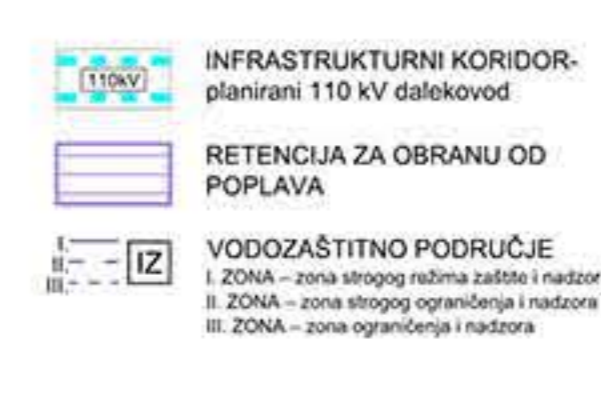 110kV
INFRASTRUKTURNI KORIDOR-
planirani 110 kV dalekovod
RETENCIJA ZA OBRANU OD
POPLAVA
I.
II.
III.
IZ
VODOZAŠTITNO PODRUČJE
I. ZONA – zona strogog režima zaštite i nadzor
II. ZONA – zona strogog ograničenja i nadzora
III. ZONA – zona ograničenja i nadzora